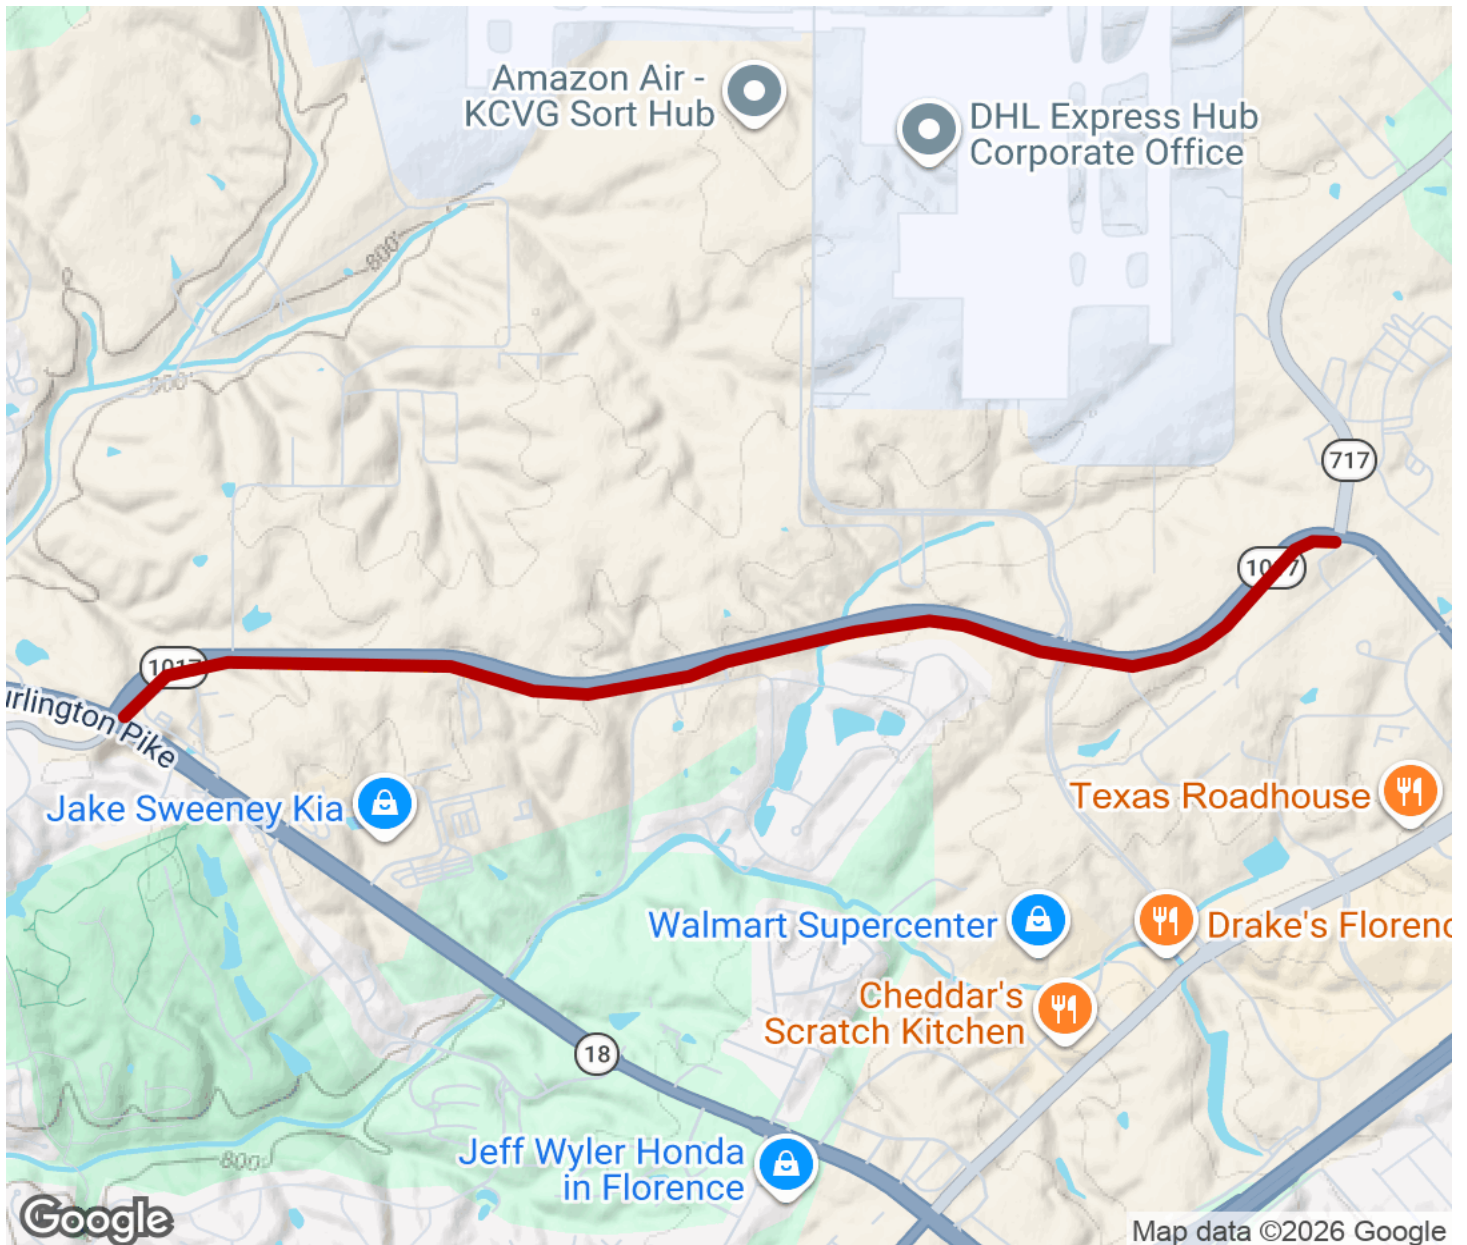 Amazon Air -
KCVG Sort Hub
DHL Express Hub
Corporate Office
800'
800'
717
1017
urlington Pike
Jake Sweeney Kia
Texas Roadhouse
Walmart Supercenter
Drake's Florenc
Cheddar's
Scratch Kitchen
18
Jeff Wyler Honda
in Florence
800
Google
Map data ©2026 Google